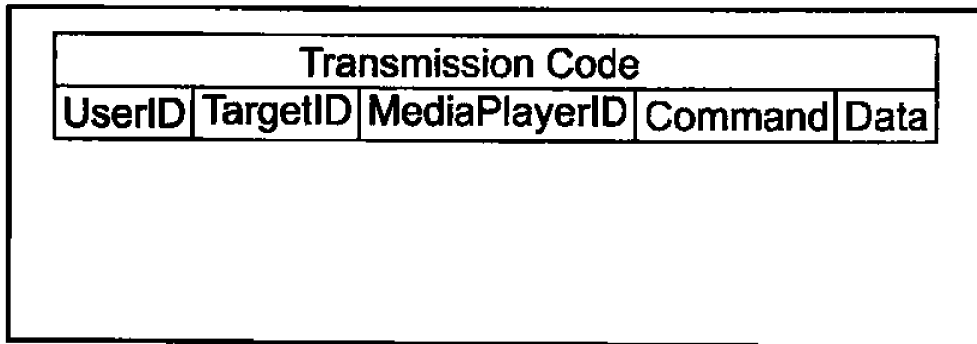 Transmission Code
UserID TargetID MediaPlayerID Command Data